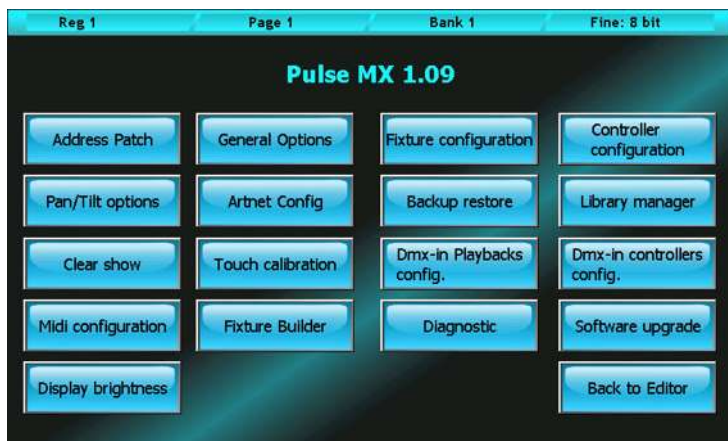 Reg 1 Page 1 Bank 1 Fine: 8 bit
Pulse MX 1.09
Address Patch General Options Fixture configuration Controller
configuration
Pan/Tilt options Artnet Config Backup restore Library manager
Clear show Touch calibration Dmx-in Playbacks
config. Dmx-in controllers
config.
Midi configuration Fixture Builder Diagnostic Software upgrade
Display brightness Back to Editor